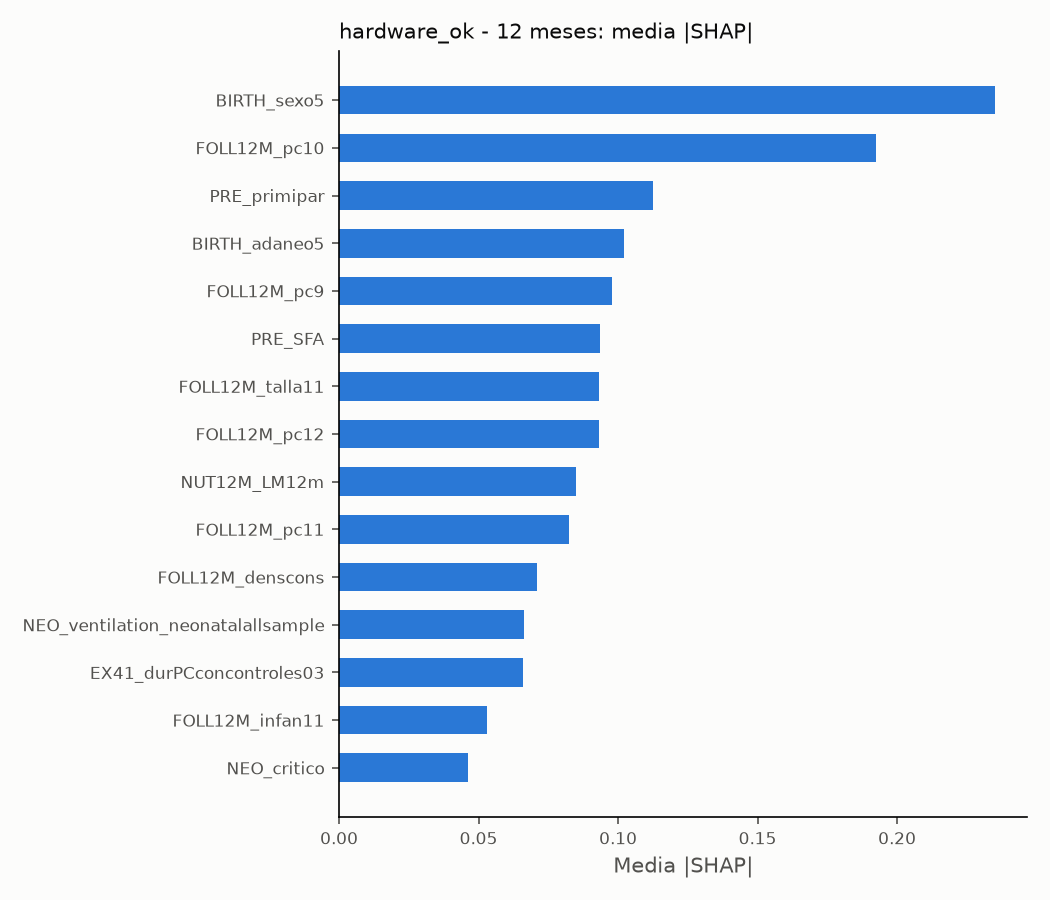 hardware_ok - 12 meses: media |SHAP|
BIRTH_sexo5
FOLL12M_pc10
PRE_primipar
BIRTH_adaneo5
FOLL12M_pc9
PRE_SFA
FOLL12M_talla11
FOLL12M_pc12
NUT12M_LM12m
FOLL12M_pc11
FOLL12M_denscons
NEO_ventilation_neonatalallsample
EX41_durPCconcontroles03
FOLL12M_infan11
NEO_critico
0.00 0.05 0.10 0.15 0.20
Media |SHAP|